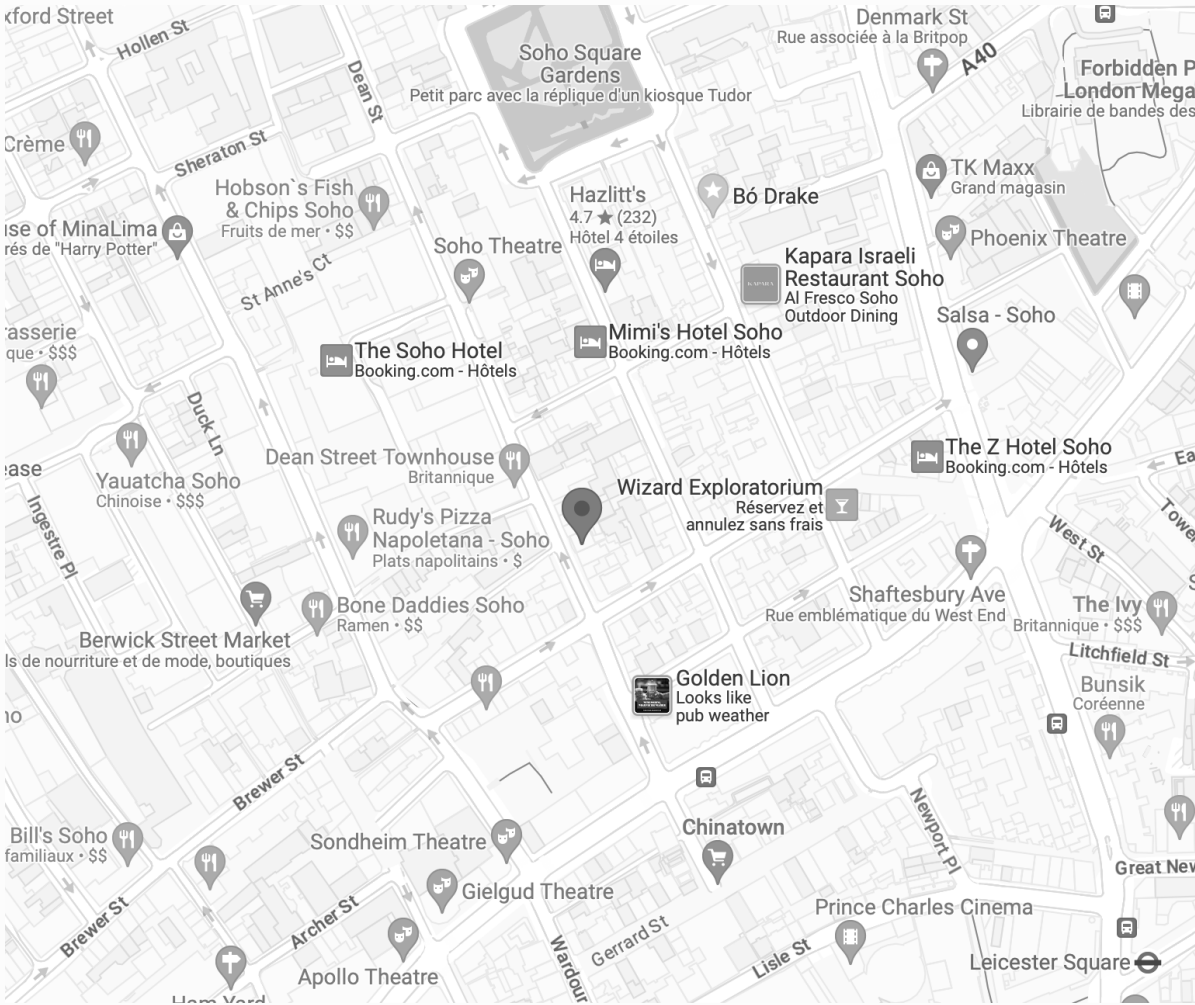 xford Street
Hollen St
Dean St
Soho Square
Gardens
Petit parc avec la réplique d'un kiosque Tudor
Denmark St
Rue associée à la Britpop
A40
Forbidden P
London Mega
Librairie de bandes des
Crème
Sheraton St
Hobson`s Fish
& Chips Soho
Fruits de mer • $$
use of MinaLima
rés de "Harry Potter"
St Anne's Ct
Soho Theatre
Hazlitt's
4.7 ★ (232)
Hôtel 4 étoiles
Bó Drake
TK Maxx
Grand magasin
Phoenix Theatre
Kapara Israeli
Restaurant Soho
Al Fresco Soho
Outdoor Dining
KAPARA
Salsa - Soho
rasserie
que • $$$
The Soho Hotel
Booking.com - Hôtels
Mimi's Hotel Soho
Booking.com - Hôtels
Duck Ln
ease
Yauatcha Soho
Chinoise • $$$
Dean Street Townhouse
Britannique
The Z Hotel Soho
Booking.com - Hôtels
Ea
Ingestre Pl
Rudy's Pizza
Napoletana - Soho
Plats napolitains • $
Wizard Exploratorium
Réservez et
annulez sans frais
West St
Tower
Bone Daddies Soho
Ramen • $$
Shaftesbury Ave
Rue emblématique du West End
The Ivy
Britannique • $$$
S
Berwick Street Market
ls de nourriture et de mode, boutiques
Litchfield St
Golden Lion
Looks like
pub weather
Bunsik
Coréenne
ho
Brewer St
Bill's Soho
familiaux • $$
Sondheim Theatre
Chinatown
Newport Pl
Great New
Gielgud Theatre
Brewer St
Archer St
Prince Charles Cinema
Apollo Theatre
Wardour
Gerrard St
Lisle St
Leicester Square
Ham Yard